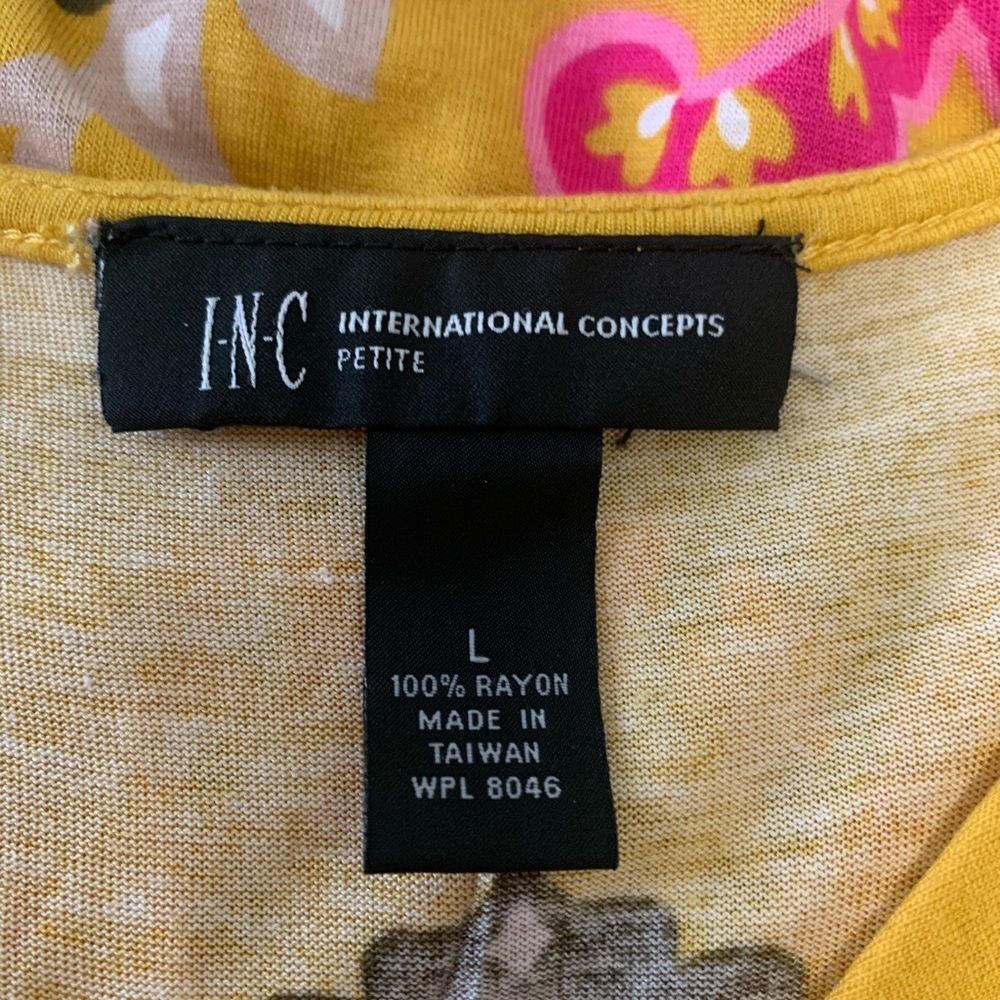 I-N-C INTERNATIONAL CONCEPTS
PETITE
L
100% RAYON
MADE IN
TAIWAN
WPL 8046